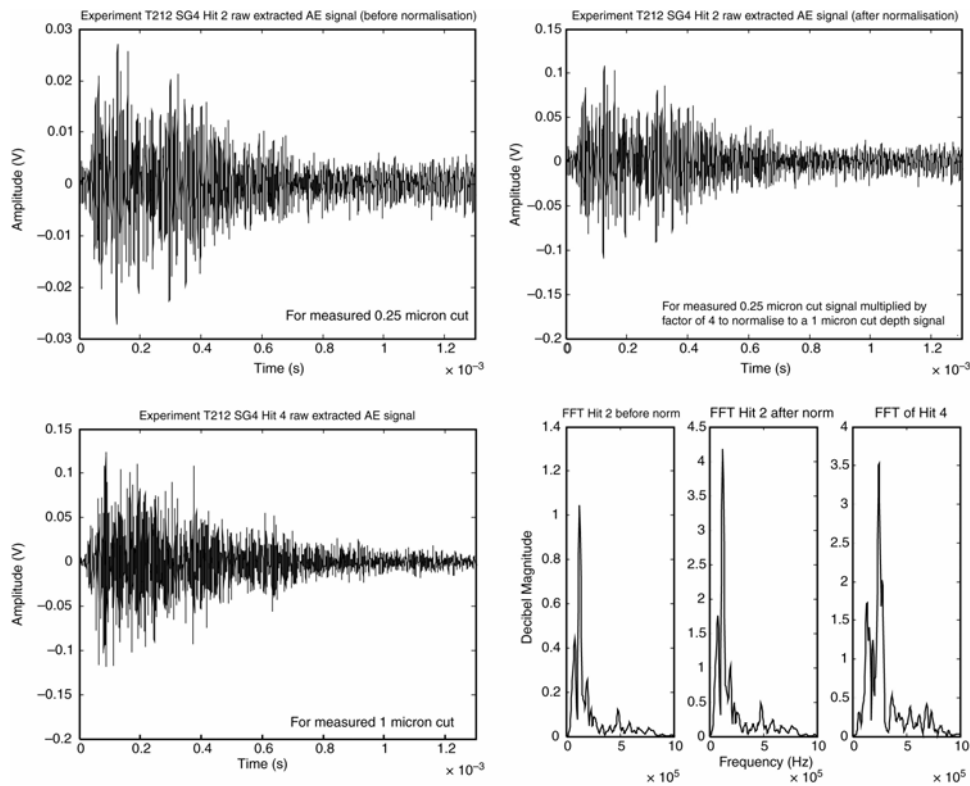 Experiment T212 SG4 Hit 2 raw extracted AE signal (before normalisation)
0.03
0.02
0.01
0
−0.01
−0.02
−0.03
Amplitude (V)
For measured 0.25 micron cut
0 0.2 0.4 0.6 0.8 1 1.2
Time (s)
× 10⁻³
Experiment T212 SG4 Hit 2 raw extracted AE signal (after normalisation)
0.15
0.1
0.05
0
−0.05
−0.1
−0.15
−0.2
Amplitude (V)
For measured 0.25 micron cut signal multiplied by
factor of 4 to normalise to a 1 micron cut depth signal
0 0.2 0.4 0.6 0.8 1 1.2
Time (s)
× 10⁻³
Experiment T212 SG4 Hit 4 raw extracted AE signal
0.15
0.1
0.05
0
−0.05
−0.1
−0.15
−0.2
Amplitude (V)
For measured 1 micron cut
0 0.2 0.4 0.6 0.8 1 1.2
Time (s)
× 10⁻³
FFT Hit 2 before norm
1.4
1.2
1
0.8
0.6
0.4
0.2
0
Decibel Magnitude
0 5 10
× 10⁵
FFT Hit 2 after norm
4.5
4
3.5
3
2.5
2
1.5
1
0.5
0
0 5 10
Frequency (Hz)
× 10⁵
FFT of Hit 4
4
3.5
3
2.5
2
1.5
1
0.5
0
0 5 10
× 10⁵